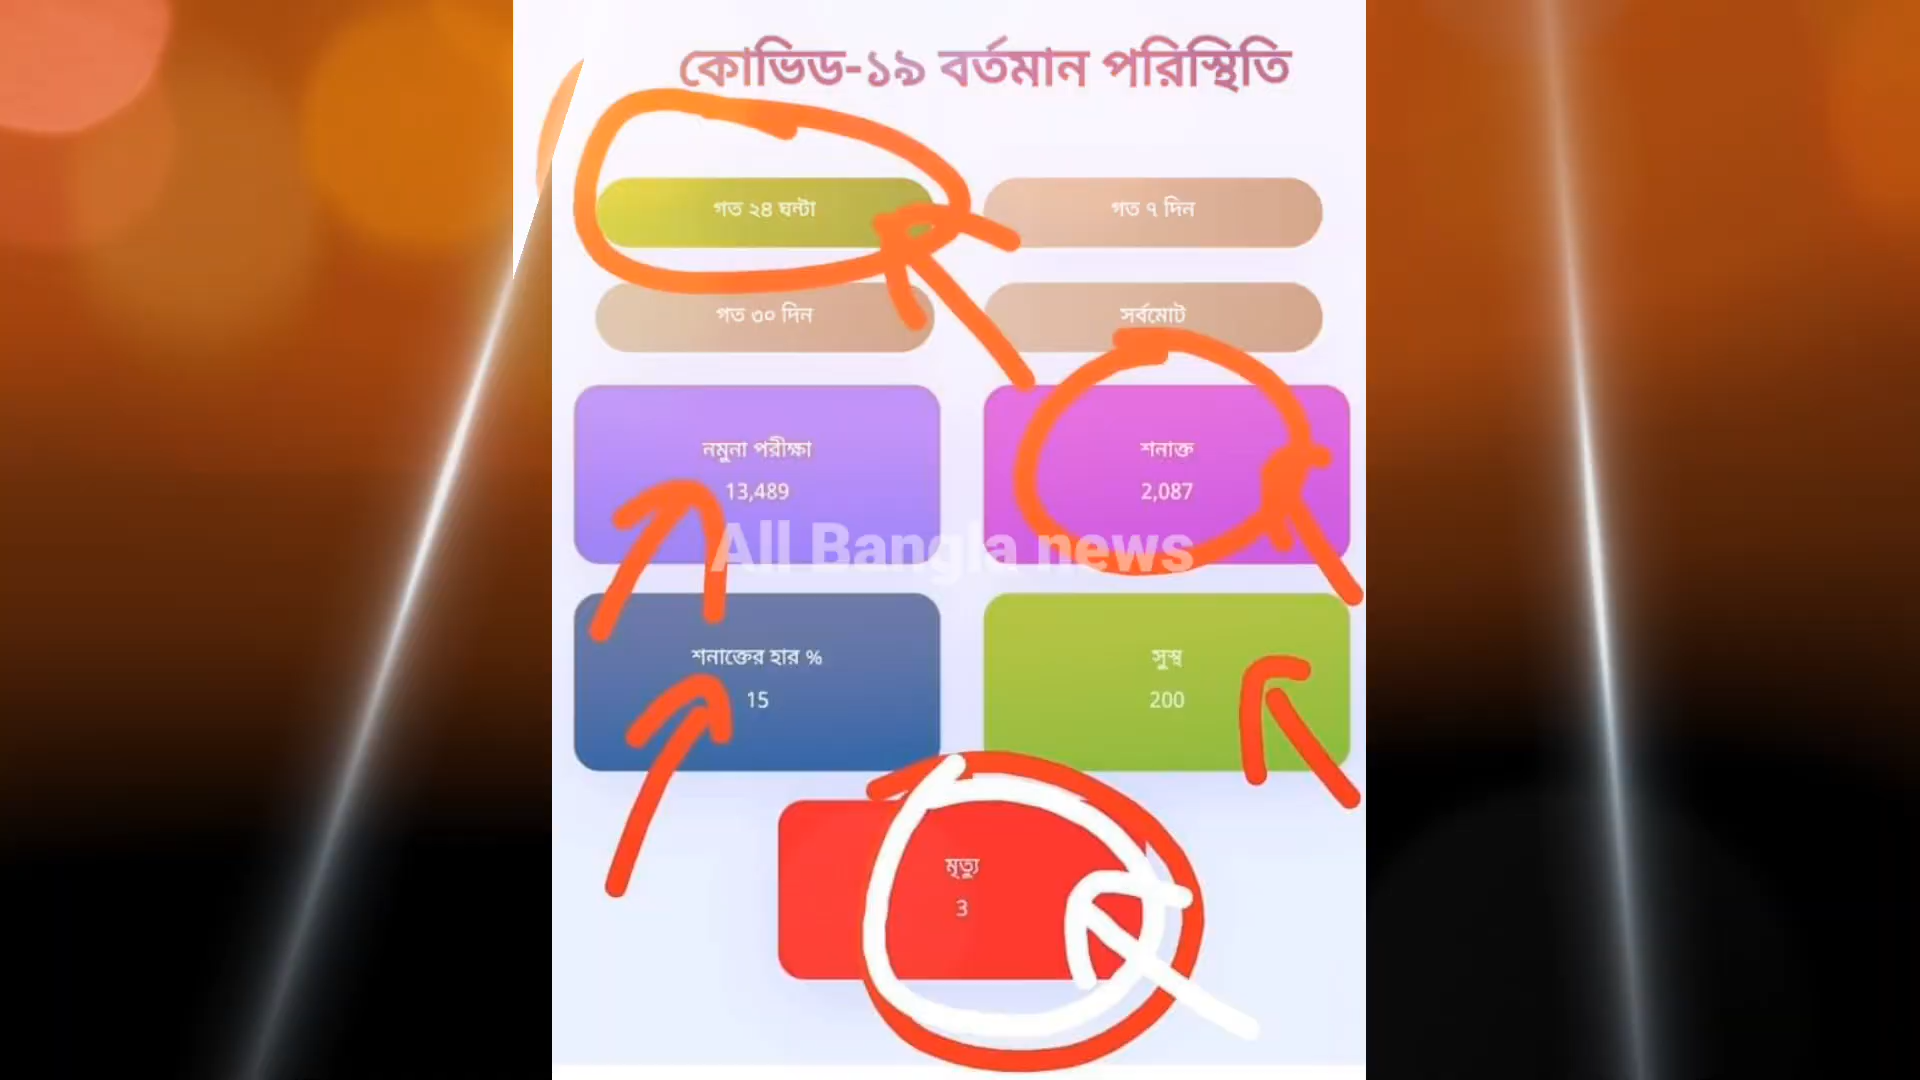 কোভিড-১৯ বর্তমান পরিস্থিতি
গত ২৪ ঘন্টা
গত ৭ দিন
গত ৩০ দিন
সর্বমোট
নমুনা পরীক্ষা
13,489
শনাক্ত
2,087
All Bangla news
শনাক্তের হার %
15
সুস্থ
200
মৃত্যু
3